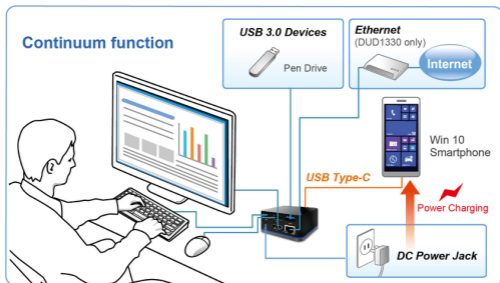 Continuum function
USB 3.0 Devices
Pen Drive
Ethernet
(DUD1330 only)
Internet
Win 10
Smartphone
USB Type-C
Power Charging
DC Power Jack